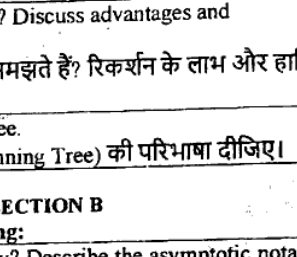 ? Discuss advantages and
समझते हैं? रिकर्शन के लाभ और
ee.
nning Tree) की परिभाषा दीजिए।
ECTION B
ng:
? Describe the asymptotic nota